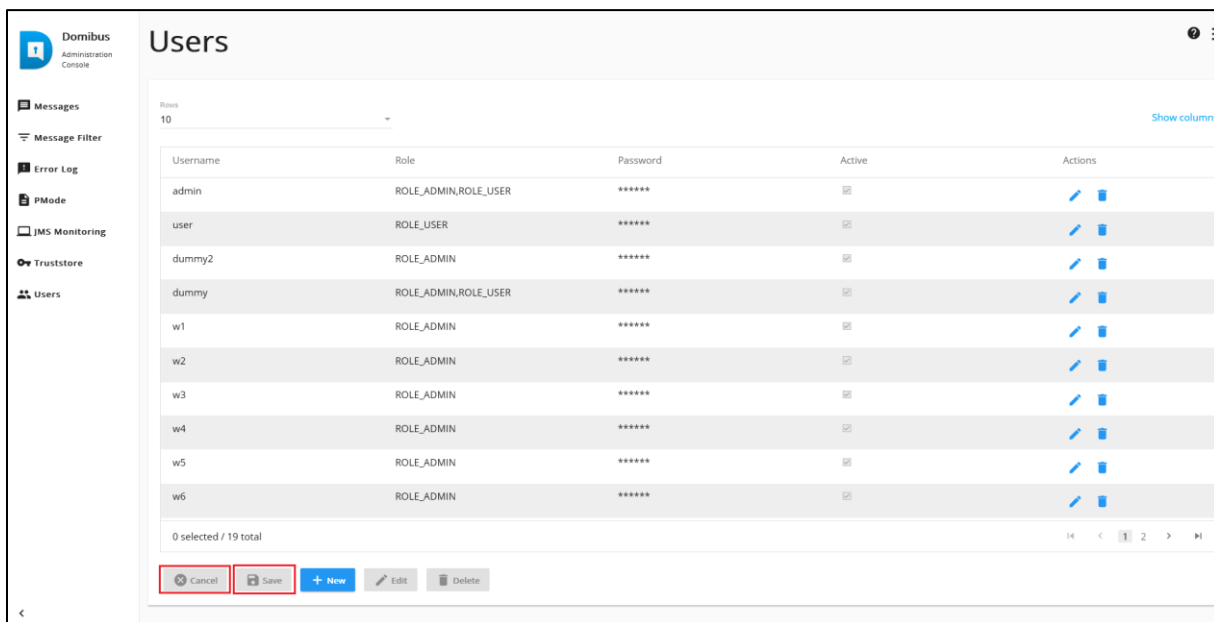 Domibus
Administration
Console
Users
Messages
Message Filter
Error Log
PMode
JMS Monitoring
Truststore
Users
Rows
10
Show column
Username Role Password Active Actions
admin ROLE_ADMIN,ROLE_USER ******
user ROLE_USER ******
dummy2 ROLE_ADMIN ******
dummy ROLE_ADMIN,ROLE_USER ******
w1 ROLE_ADMIN ******
w2 ROLE_ADMIN ******
w3 ROLE_ADMIN ******
w4 ROLE_ADMIN ******
w5 ROLE_ADMIN ******
w6 ROLE_ADMIN ******
0 selected / 19 total 1 2
Cancel Save + New Edit Delete